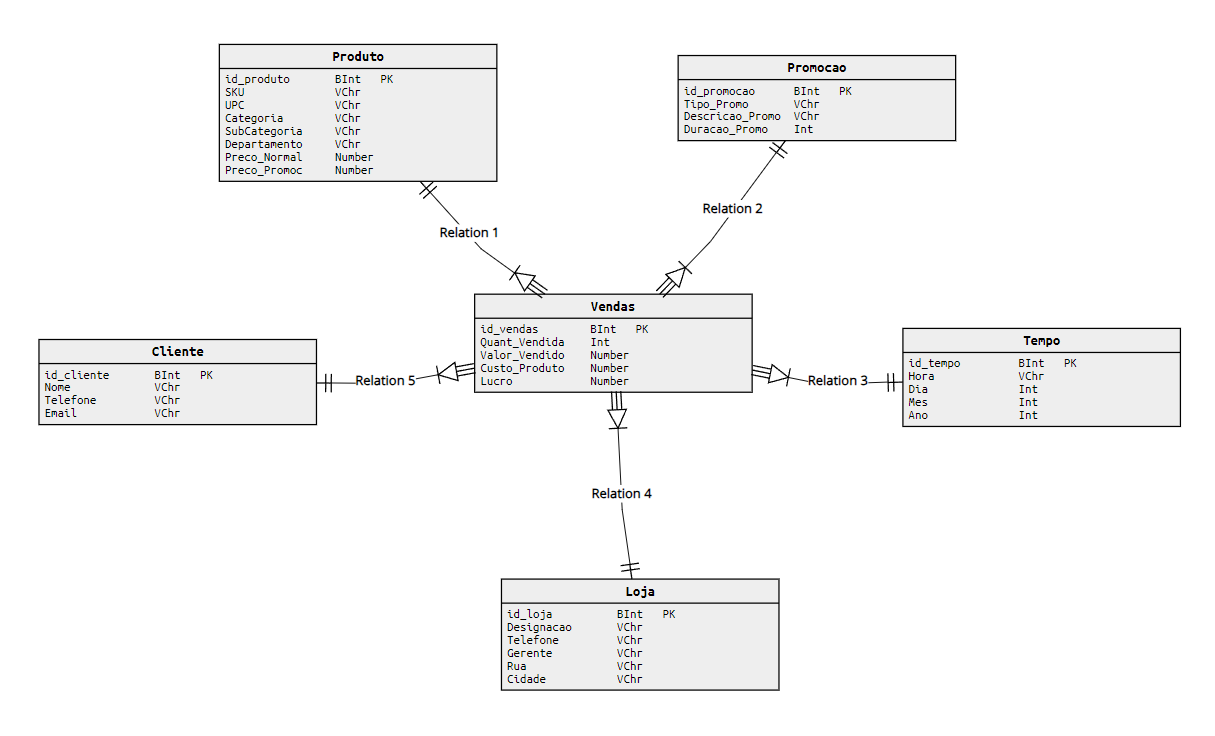 Produto
id_produto BInt PK
SKU VChr
UPC VChr
Categoria VChr
SubCategoria VChr
Departamento VChr
Preco_Normal Number
Preco_Promoc Number
Promocao
id_promocao BInt PK
Tipo_Promo VChr
Descricao_Promo VChr
Duracao_Promo Int
Relation 1
Relation 2
Vendas
id_vendas BInt PK
Quant_Vendida Int
Valor_Vendido Number
Custo_Produto Number
Lucro Number
Cliente
id_cliente BInt PK
Nome VChr
Telefone VChr
Email VChr
Relation 5
Relation 3
Tempo
id_tempo BInt PK
Hora VChr
Dia Int
Mes Int
Ano Int
Relation 4
Loja
id_loja BInt PK
Designacao VChr
Telefone VChr
Gerente VChr
Rua VChr
Cidade VChr